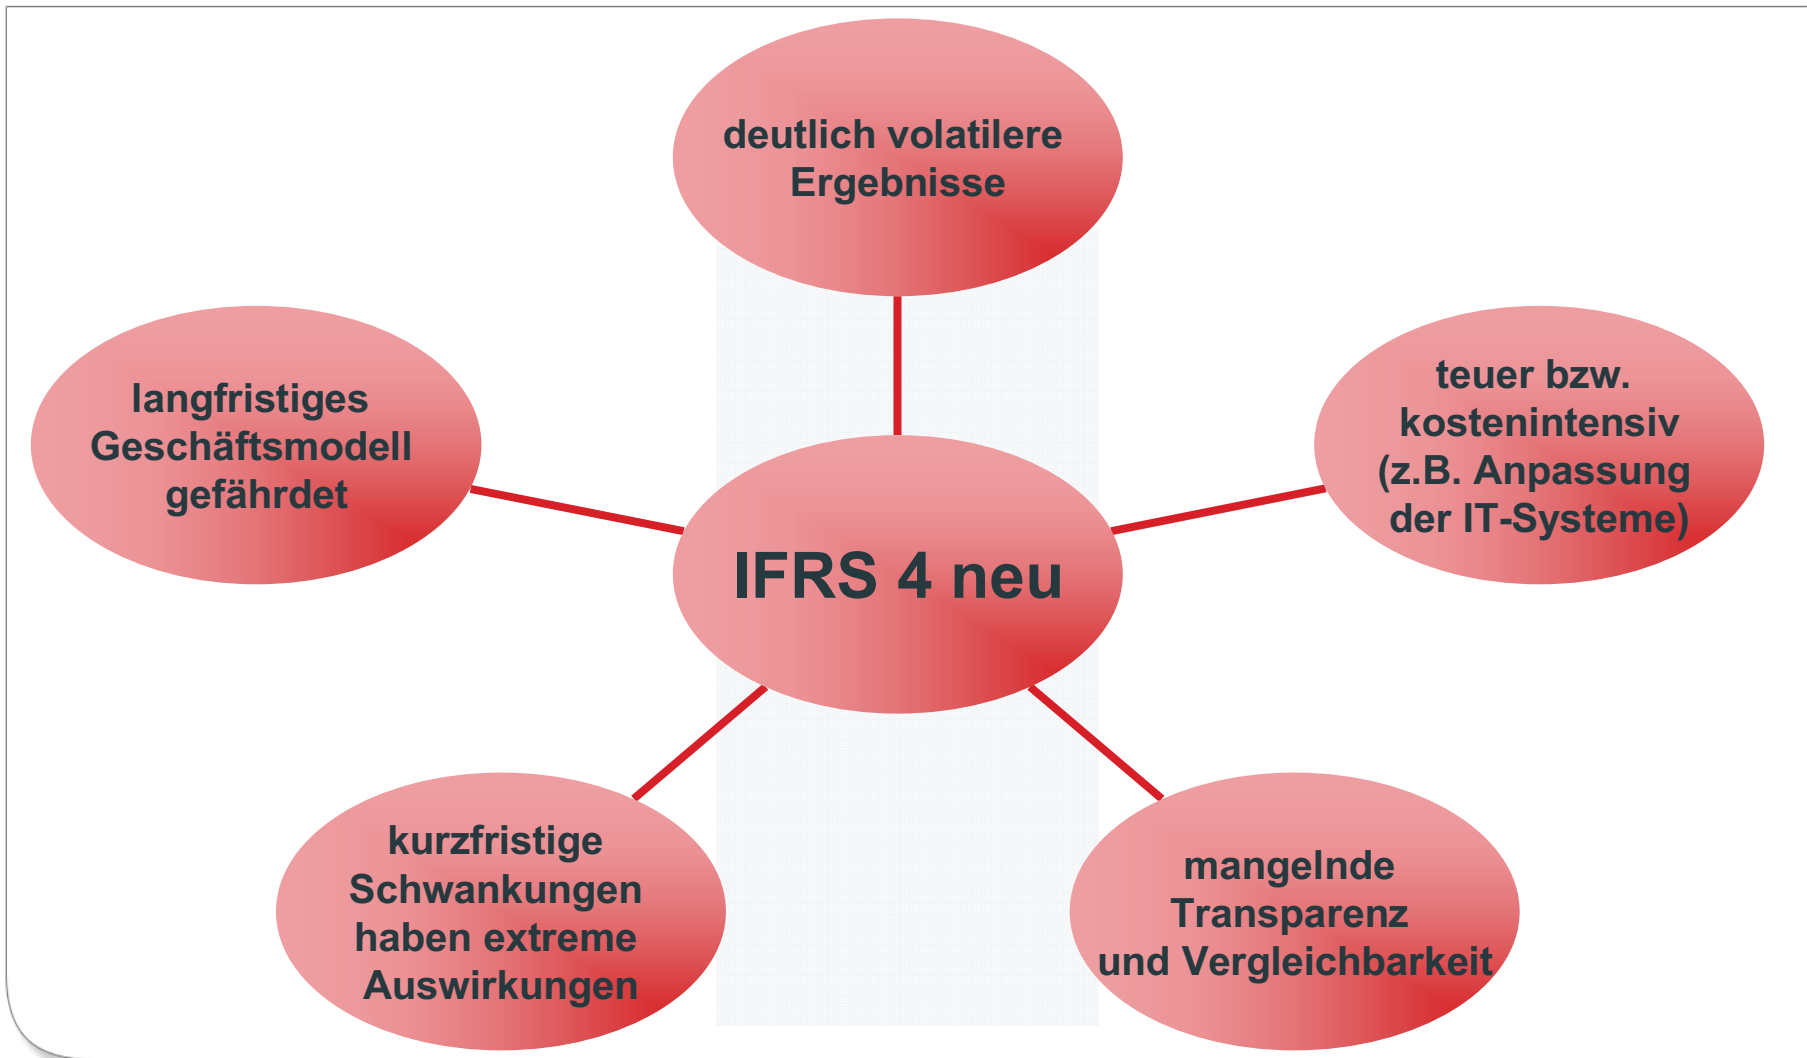 deutlich volatilere
Ergebnisse
langfristiges
Geschäftsmodell
gefährdet
teuer bzw.
kostenintensiv
(z.B. Anpassung
der IT-Systeme)
IFRS 4 neu
kurzfristige
Schwankungen
haben extreme
Auswirkungen
mangelnde
Transparenz
und Vergleichbarkeit